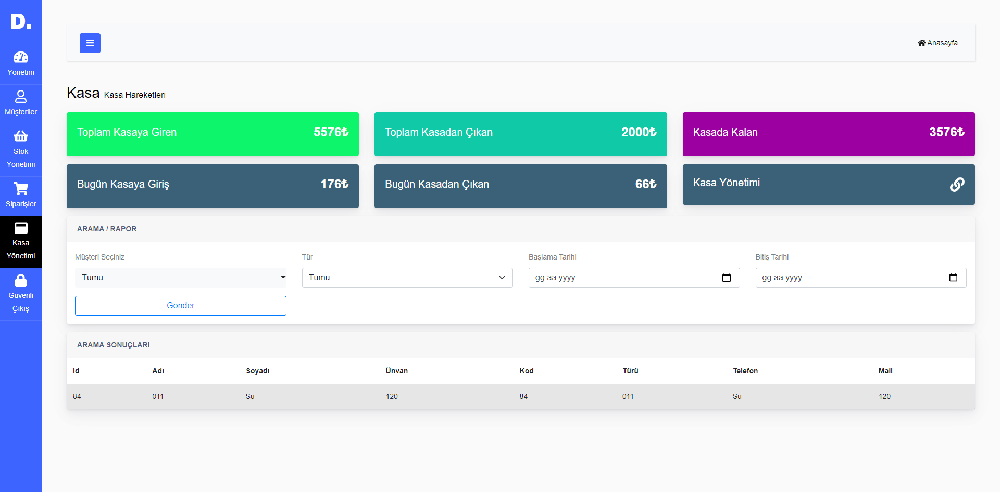 D.
Anasayfa
Yönetim
Müşteriler
Stok
Yönetimi
Siparişler
Kasa
Yönetimi
Güvenli
Çıkış
Kasa Kasa Hareketleri
Toplam Kasaya Giren 5576₺
Toplam Kasadan Çıkan 2000₺
Kasada Kalan 3576₺
Bugün Kasaya Giriş 176₺
Bugün Kasadan Çıkan 66₺
Kasa Yönetimi
ARAMA / RAPOR
Müşteri Seçiniz Tür Başlama Tarihi Bitiş Tarihi
Tümü Tümü gg.aa.yyyy gg.aa.yyyy
Gönder
ARAMA SONUÇLARI
Id Adı Soyadı Ünvan Kod Türü Telefon Mail
84 011 Su 120 84 011 Su 120